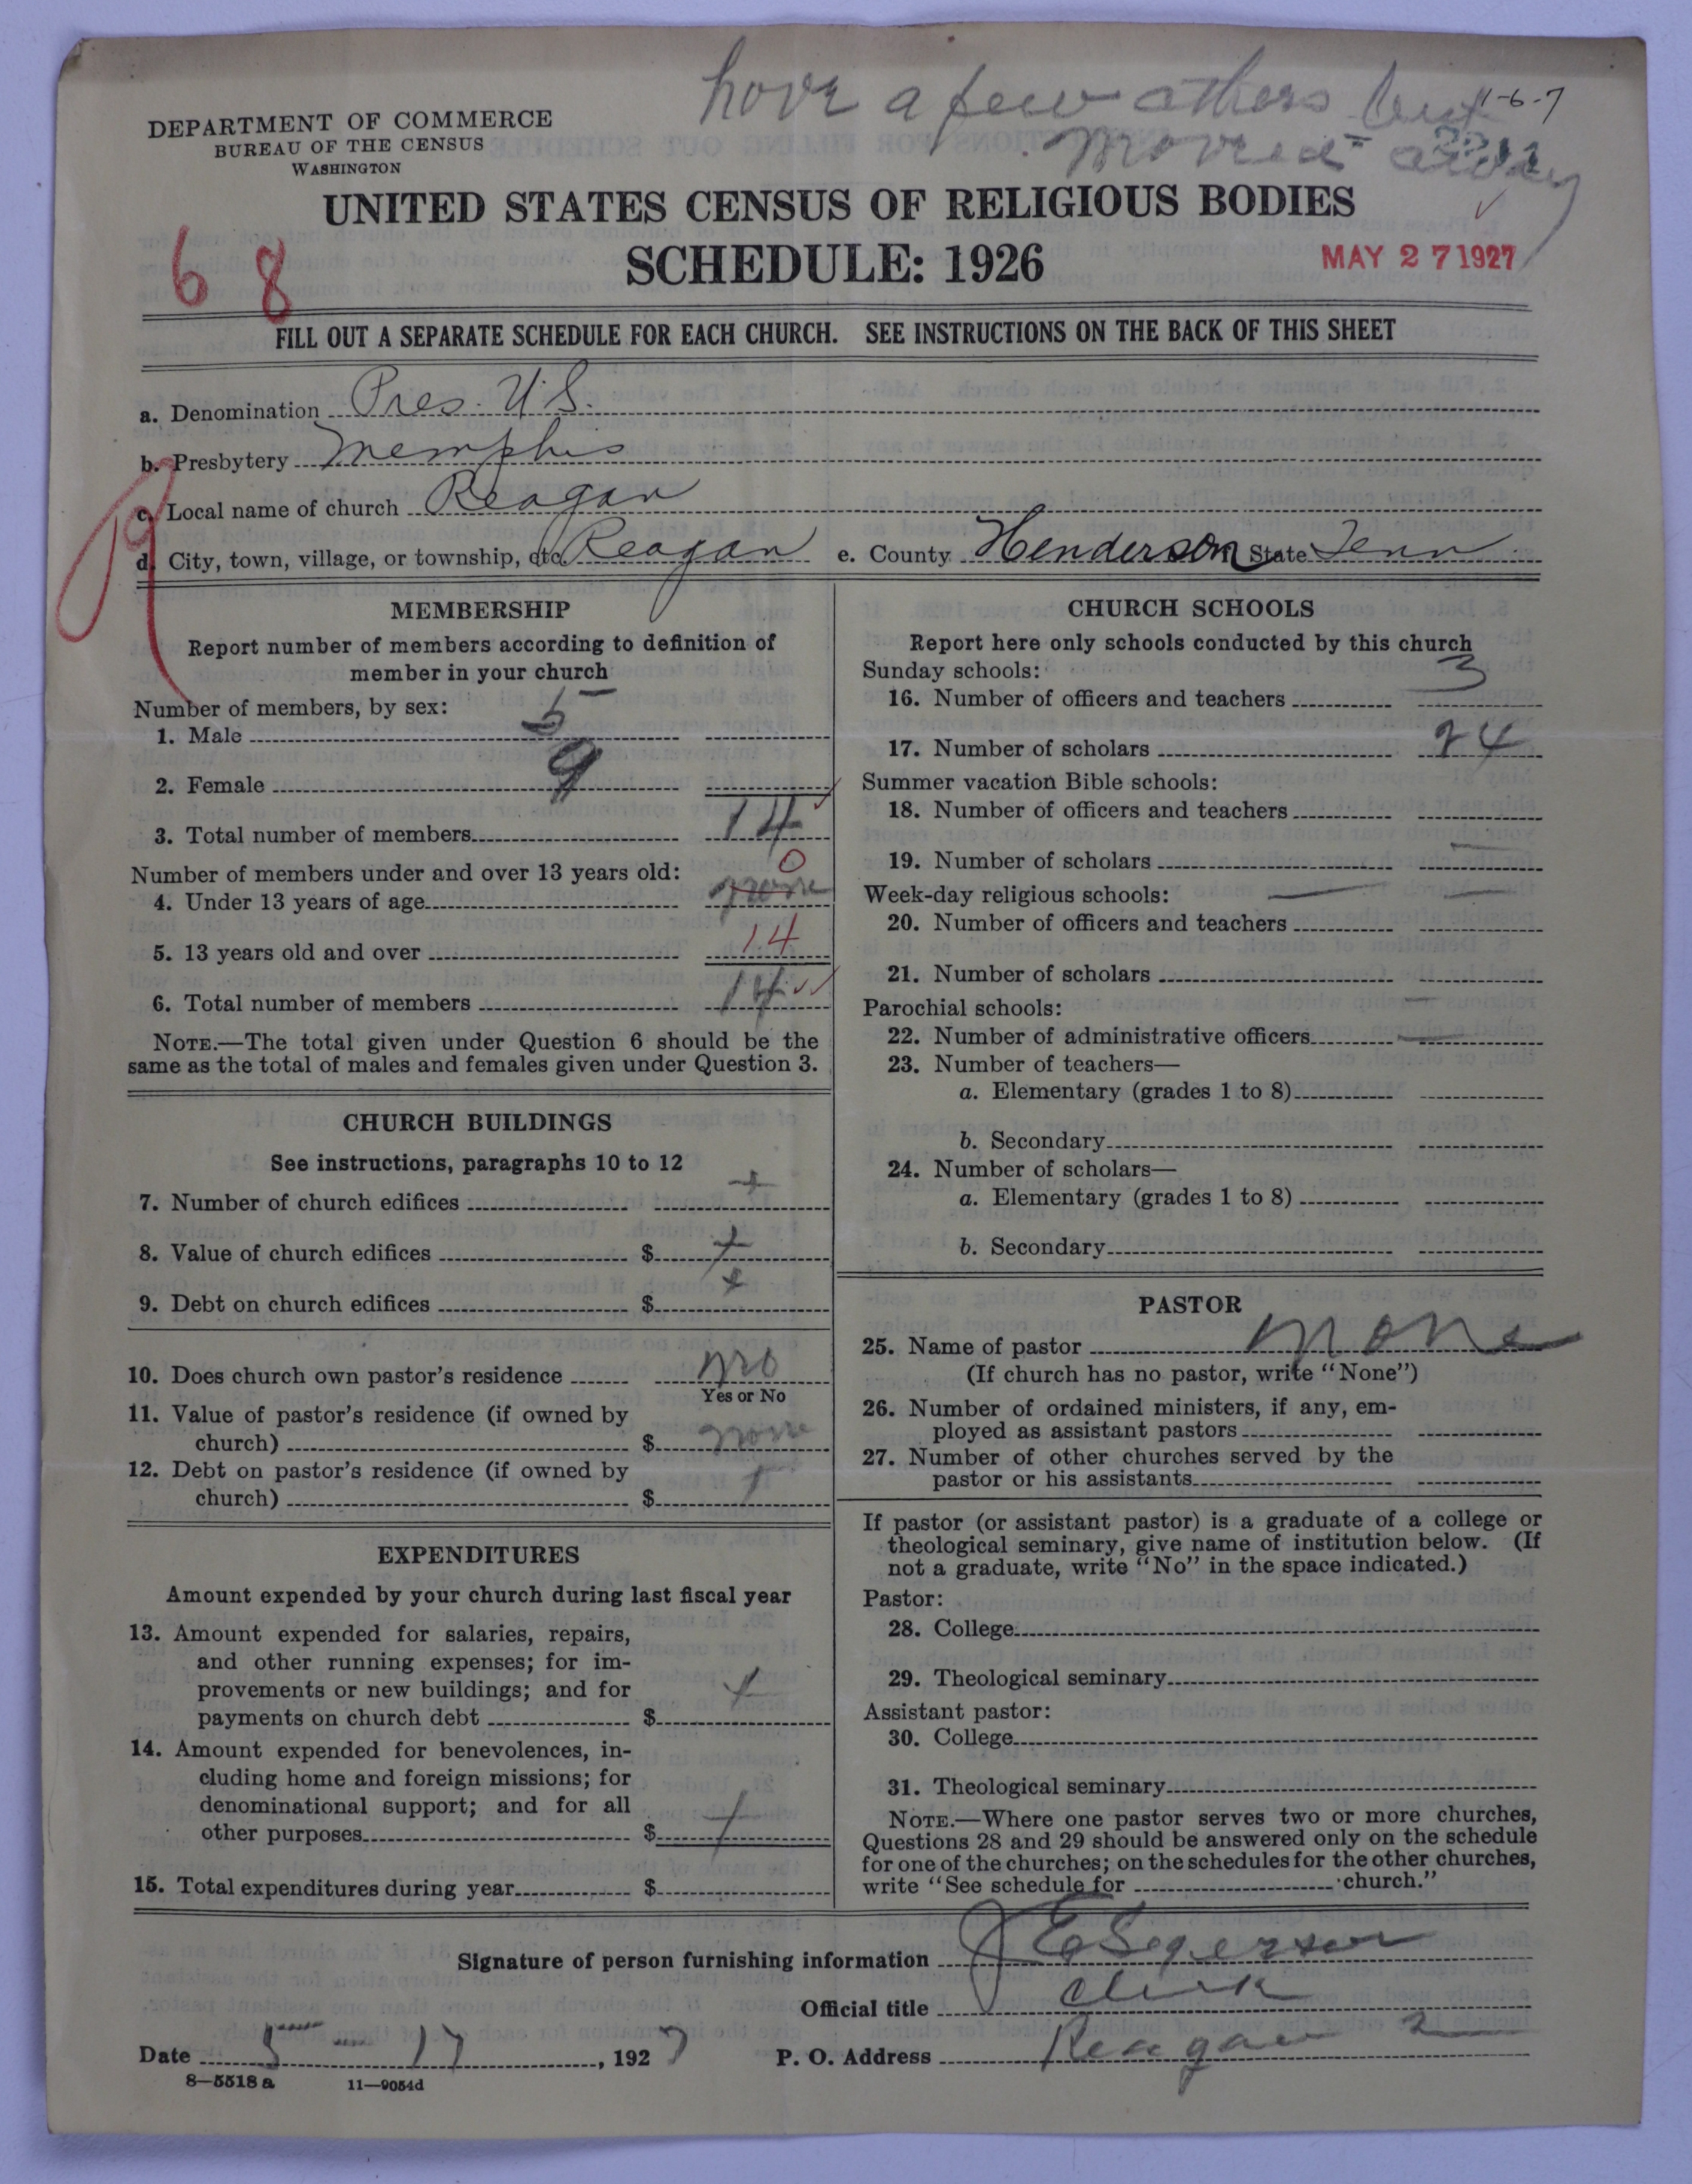 have a few others but
moved away
11-6-7
DEPARTMENT OF COMMERCE
BUREAU OF THE CENSUS
WASHINGTON
UNITED STATES CENSUS OF RELIGIOUS BODIES
SCHEDULE: 1926
MAY 27 1927
68
FILL OUT A SEPARATE SCHEDULE FOR EACH CHURCH. SEE INSTRUCTIONS ON THE BACK OF THIS SHEET
a. Denomination Pres. U.S.
b. Presbytery Memphis
c. Local name of church Reagan
d. City, town, village, or township, etc. Reagan e. County Henderson State Tenn
MEMBERSHIP
Report number of members according to definition of
member in your church
Number of members, by sex:
1. Male 5
2. Female 9
3. Total number of members 14
Number of members under and over 13 years old: 0
4. Under 13 years of age none
5. 13 years old and over 14
6. Total number of members 14
NOTE.—The total given under Question 6 should be the
same as the total of males and females given under Question 3.
CHURCH BUILDINGS
See instructions, paragraphs 10 to 12
7. Number of church edifices +
8. Value of church edifices $ +
9. Debt on church edifices $ +
10. Does church own pastor's residence no
Yes or No
11. Value of pastor's residence (if owned by
church) $ none
12. Debt on pastor's residence (if owned by
church) $ +
EXPENDITURES
Amount expended by your church during last fiscal year
13. Amount expended for salaries, repairs,
and other running expenses; for im-
provements or new buildings; and for
payments on church debt $ +
14. Amount expended for benevolences, in-
cluding home and foreign missions; for
denominational support; and for all
other purposes $ +
15. Total expenditures during year $
CHURCH SCHOOLS
Report here only schools conducted by this church
Sunday schools:
16. Number of officers and teachers 3
17. Number of scholars 24
Summer vacation Bible schools:
18. Number of officers and teachers
19. Number of scholars —
Week-day religious schools: — —
20. Number of officers and teachers
21. Number of scholars
Parochial schools: —
22. Number of administrative officers —
23. Number of teachers—
a. Elementary (grades 1 to 8)
b. Secondary
24. Number of scholars—
a. Elementary (grades 1 to 8)
b. Secondary
PASTOR
25. Name of pastor None
(If church has no pastor, write "None")
26. Number of ordained ministers, if any, em-
ployed as assistant pastors
27. Number of other churches served by the
pastor or his assistants
If pastor (or assistant pastor) is a graduate of a college or
theological seminary, give name of institution below. (If
not a graduate, write "No" in the space indicated.)
Pastor:
28. College
29. Theological seminary
Assistant pastor:
30. College
31. Theological seminary
NOTE.—Where one pastor serves two or more churches,
Questions 28 and 29 should be answered only on the schedule
for one of the churches; on the schedules for the other churches,
write "See schedule for church."
Signature of person furnishing information J E Segerson
Official title Clerk
Date 5 - 17, 1927 P. O. Address Reagan 2
8—5518 a 11—9054d